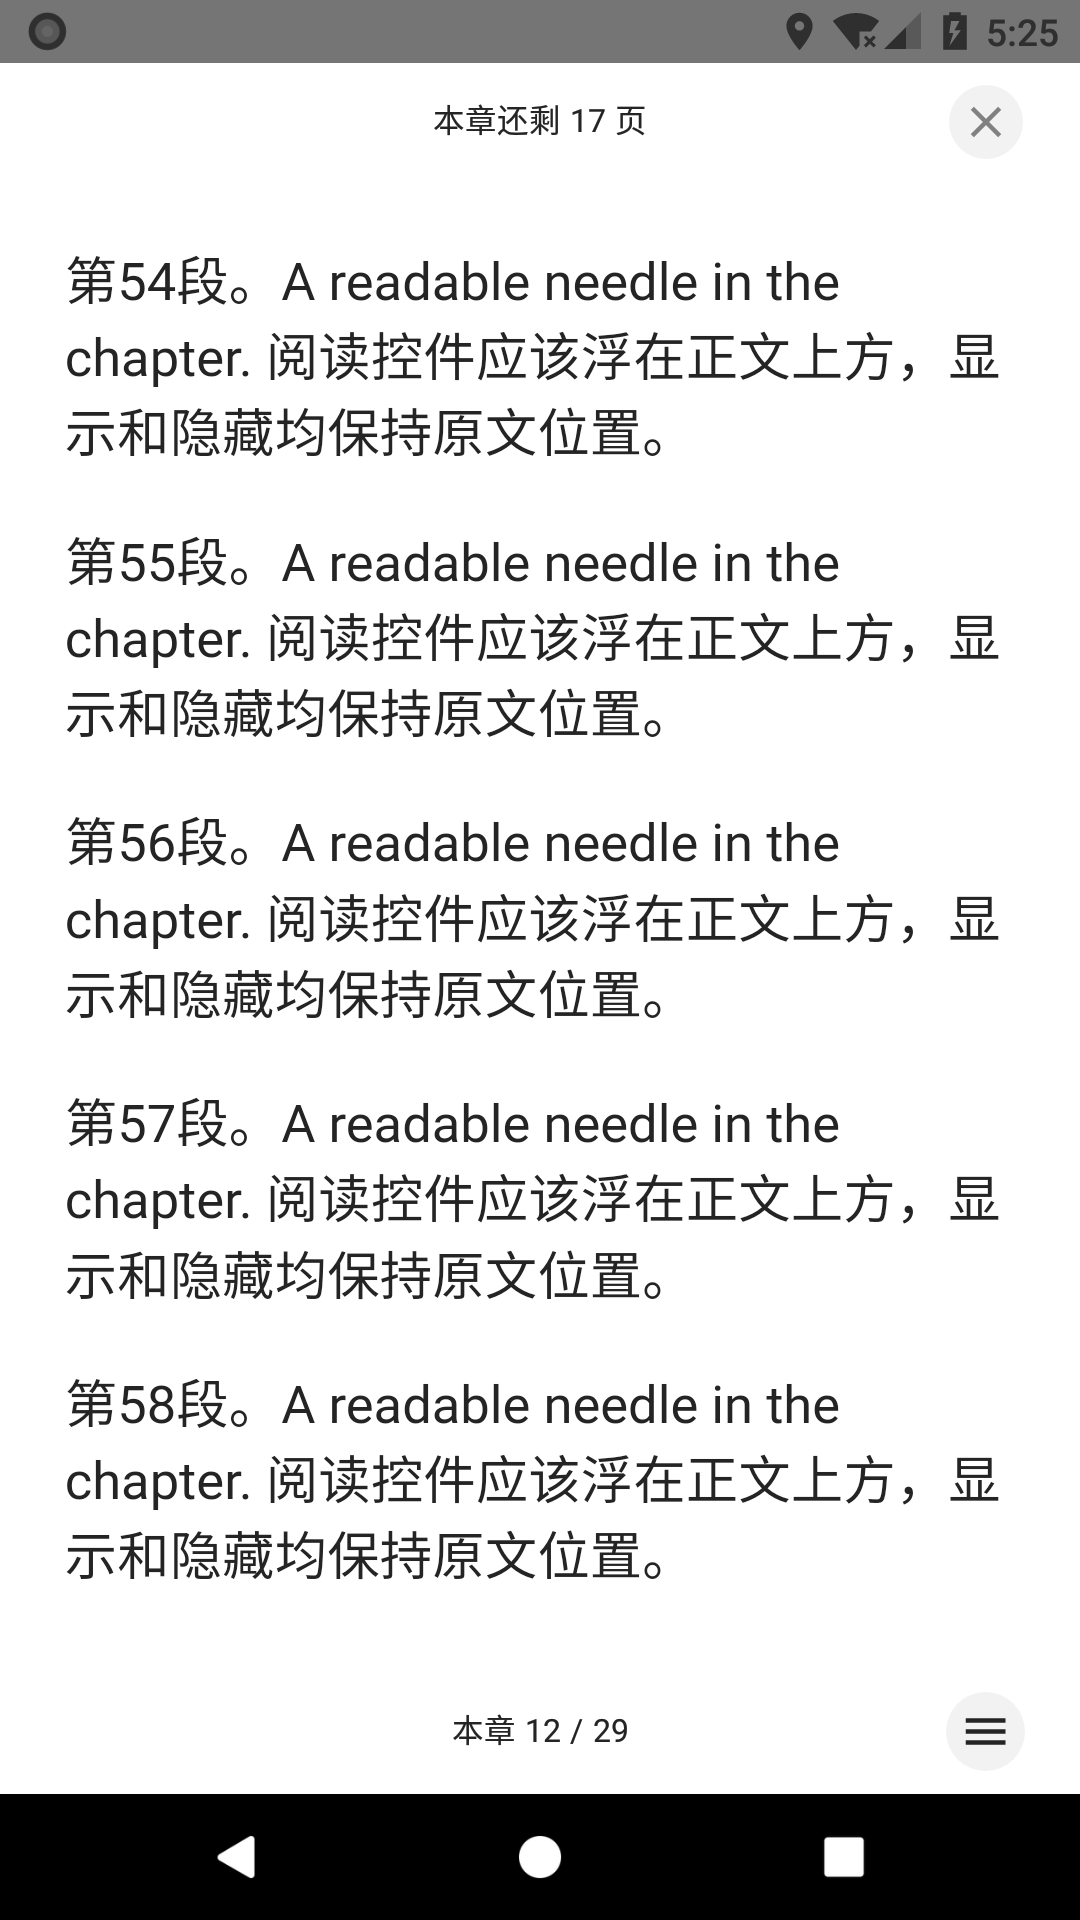 5:25
本章还剩 17 页
第54段。A readable needle in the
chapter. 阅读控件应该浮在正文上方，显
示和隐藏均保持原文位置。
第55段。A readable needle in the
chapter. 阅读控件应该浮在正文上方，显
示和隐藏均保持原文位置。
第56段。A readable needle in the
chapter. 阅读控件应该浮在正文上方，显
示和隐藏均保持原文位置。
第57段。A readable needle in the
chapter. 阅读控件应该浮在正文上方，显
示和隐藏均保持原文位置。
第58段。A readable needle in the
chapter. 阅读控件应该浮在正文上方，显
示和隐藏均保持原文位置。
本章 12 / 29